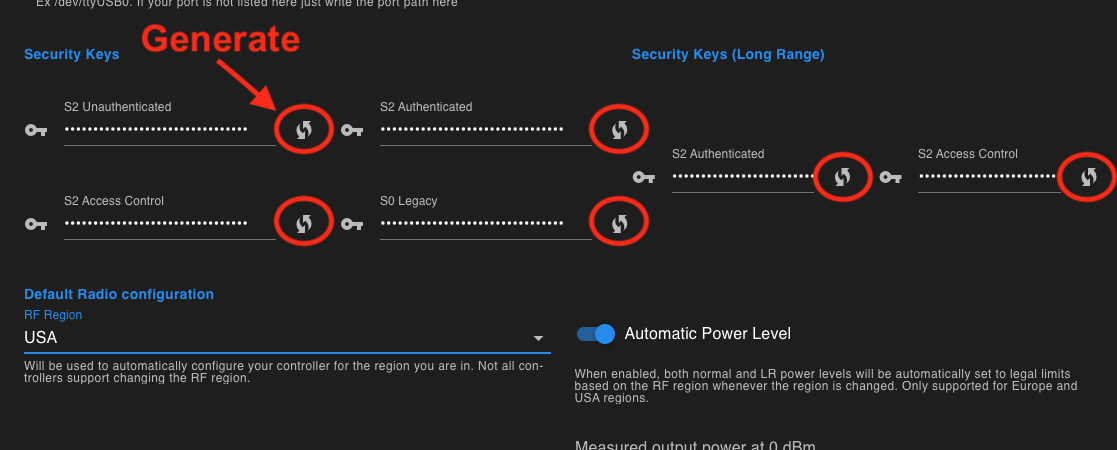 Ex /dev/ttyUSB0. If your port is not listed here just write the port path here
Generate
Security Keys
Security Keys (Long Range)
S2 Unauthenticated
S2 Authenticated
S2 Authenticated
S2 Access Control
S2 Access Control
S0 Legacy
Default Radio configuration
RF Region
USA
Automatic Power Level
Will be used to automatically configure your controller for the region you are in. Not all con-
trollers support changing the RF region.
When enabled, both normal and LR power levels will be automatically set to legal limits
based on the RF region whenever the region is changed. Only supported for Europe and
USA regions.
Measured output power at 0 dBm